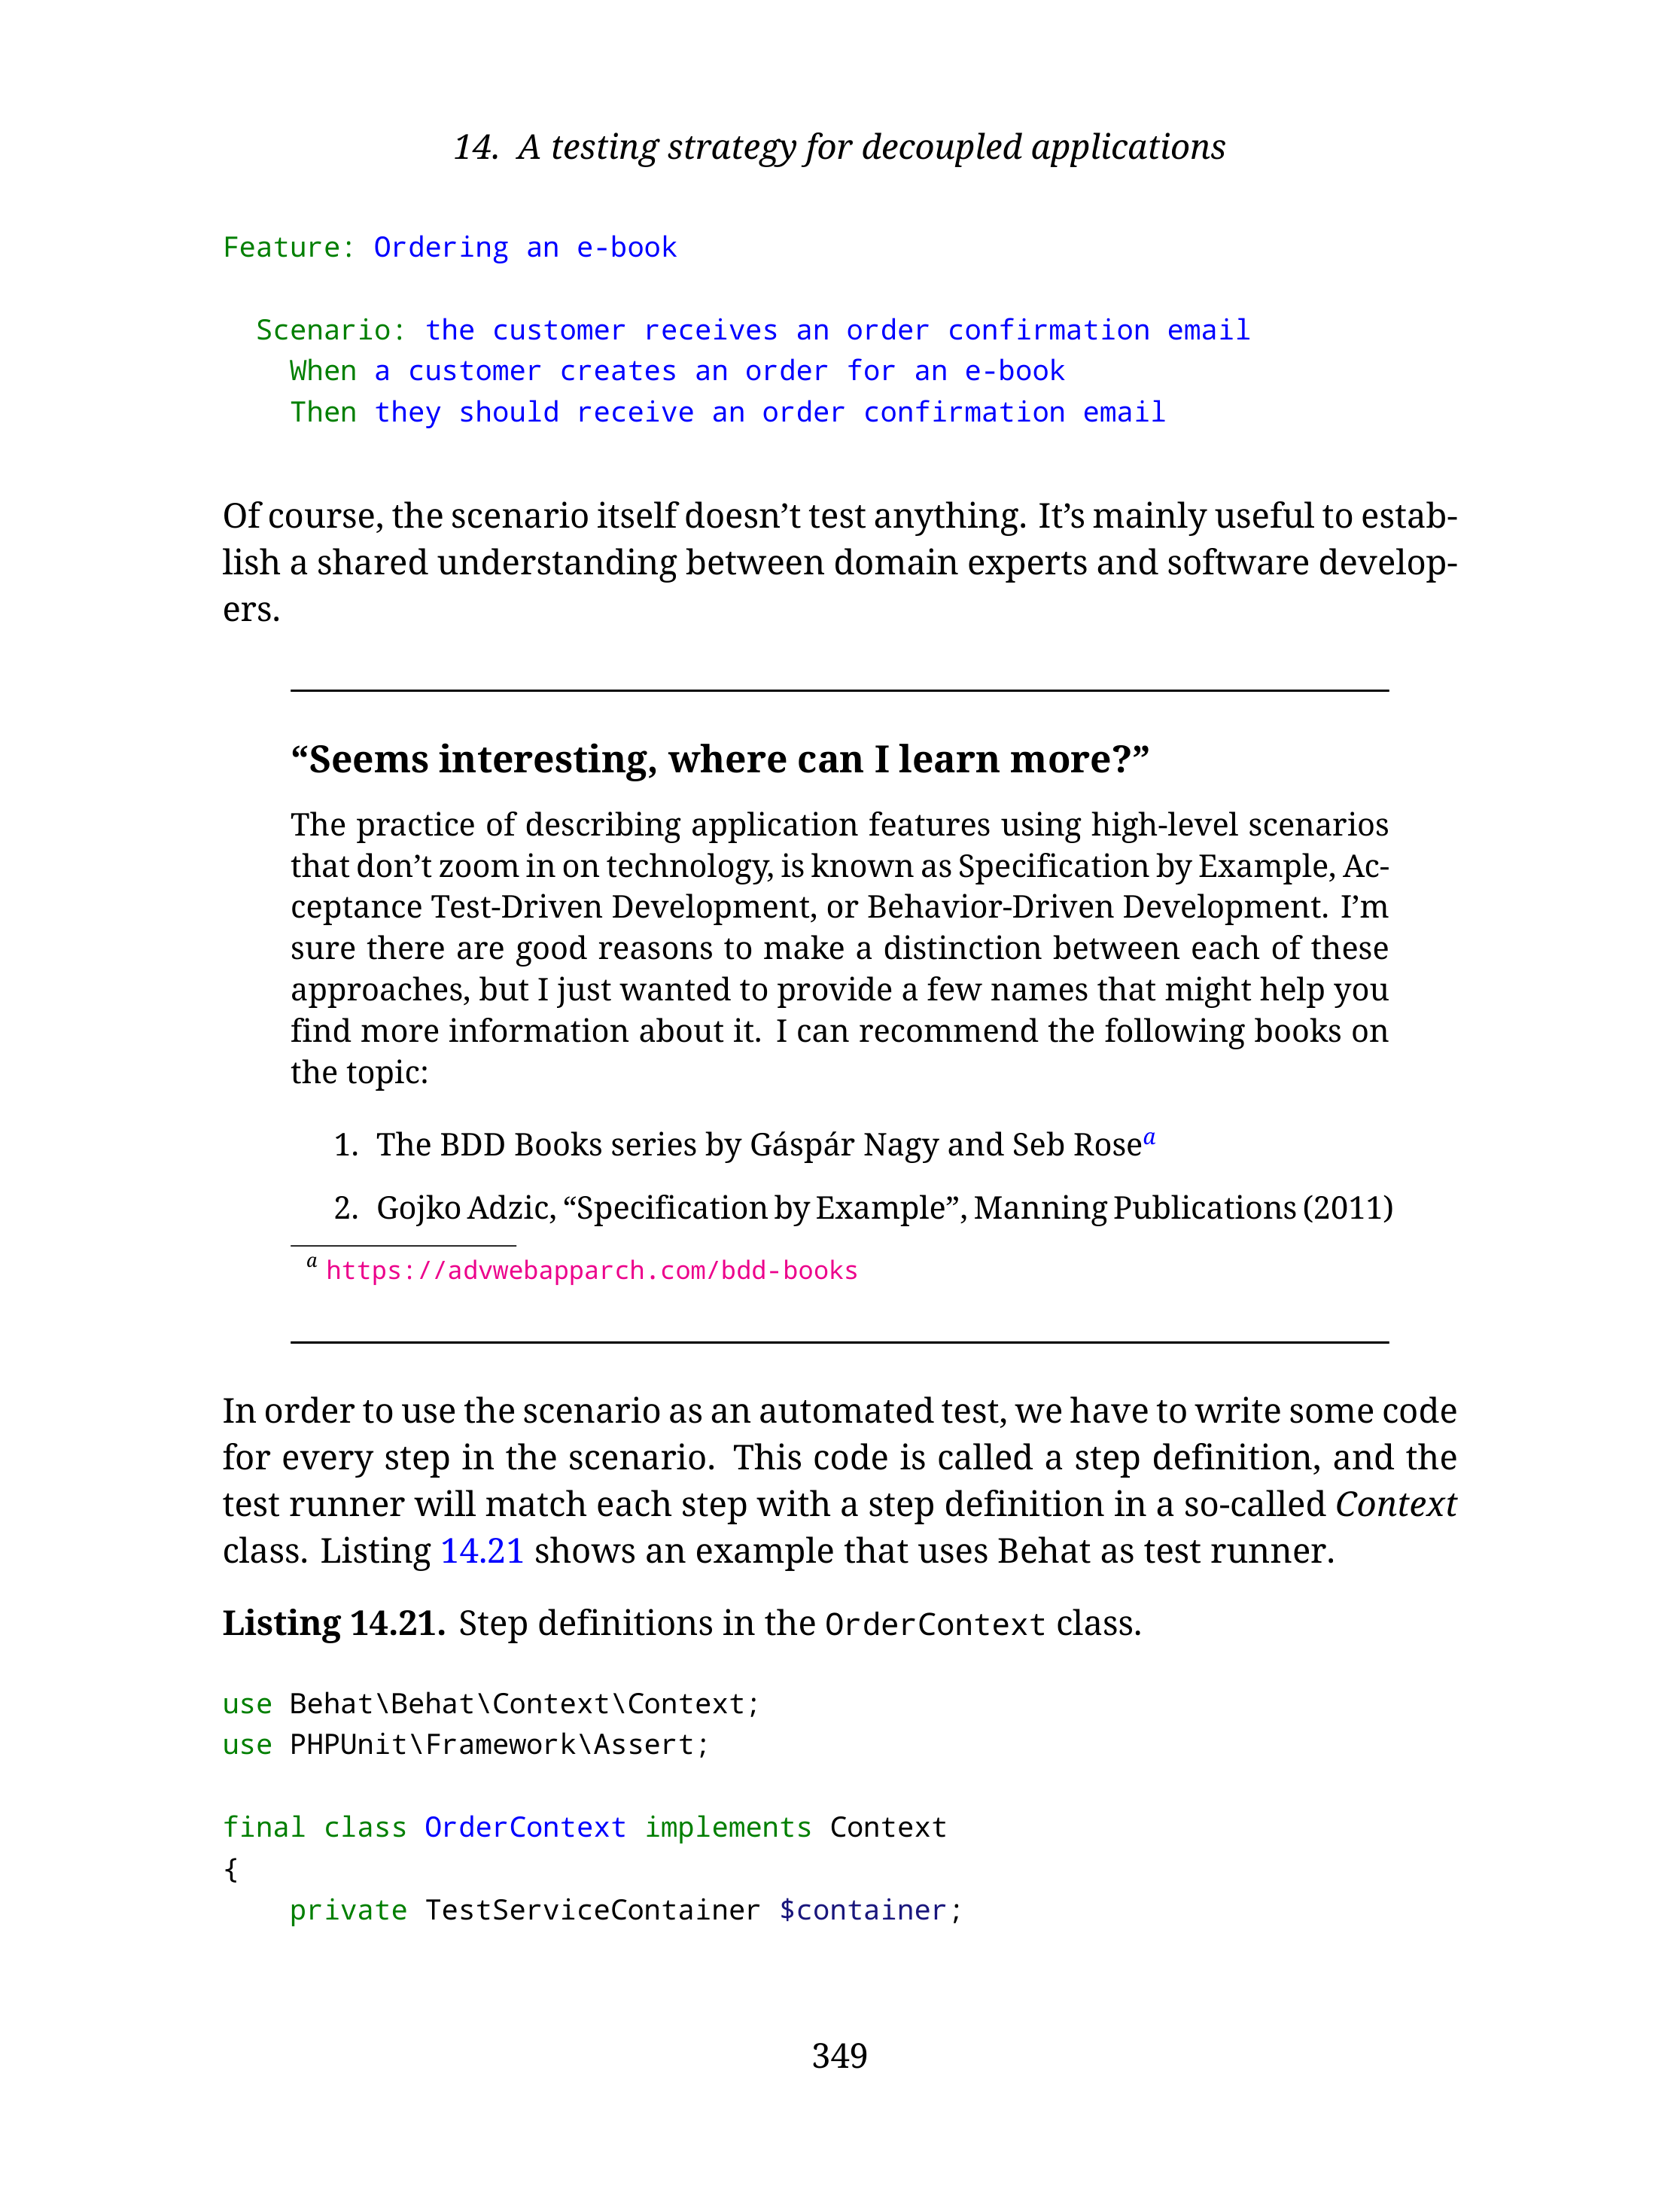 14. A testing strategy for decoupled applications
Feature: Ordering an e-book
  Scenario: the customer receives an order confirmation email
    When a customer creates an order for an e-book
    Then they should receive an order confirmation email
Of course, the scenario itself doesn’t test anything. It’s mainly useful to estab-
lish a shared understanding between domain experts and software develop-
ers.
“Seems interesting, where can I learn more?”
The practice of describing application features using high-level scenarios
that don’t zoom in on technology, is known as Specification by Example, Ac-
ceptance Test-Driven Development, or Behavior-Driven Development. I’m
sure there are good reasons to make a distinction between each of these
approaches, but I just wanted to provide a few names that might help you
find more information about it. I can recommend the following books on
the topic:
1. The BDD Books series by Gáspár Nagy and Seb Rose a
2. Gojko Adzic, “Specification by Example”, Manning Publications (2011)
a https://advwebapparch.com/bdd-books
In order to use the scenario as an automated test, we have to write some code
for every step in the scenario. This code is called a step definition, and the
test runner will match each step with a step definition in a so-called Context
class. Listing 14.21 shows an example that uses Behat as test runner.
Listing 14.21. Step definitions in the OrderContext class.
use Behat\Behat\Context\Context;
use PHPUnit\Framework\Assert;
final class OrderContext implements Context
{
    private TestServiceContainer $container;
349